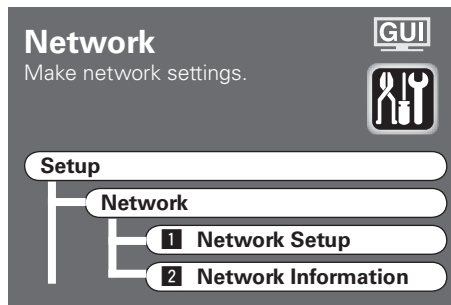 Network
GUI
Make network settings.
Setup
Network
1 Network Setup
2 Network Information